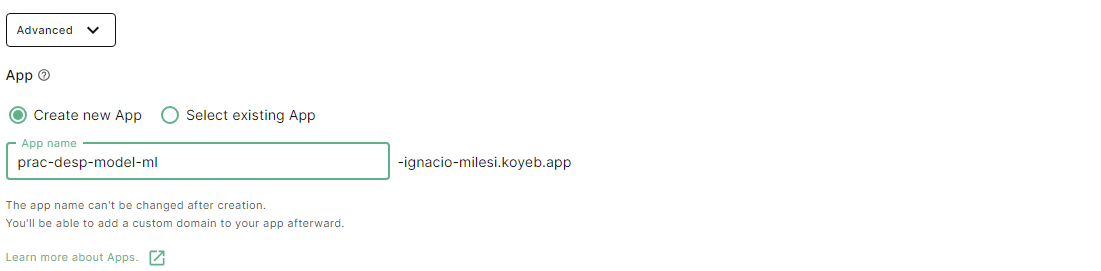 Advanced
App
Create new App Select existing App
App name
prac-desp-model-ml -ignacio-milesi.koyeb.app
The app name can't be changed after creation.
You'll be able to add a custom domain to your app afterward.
Learn more about Apps.